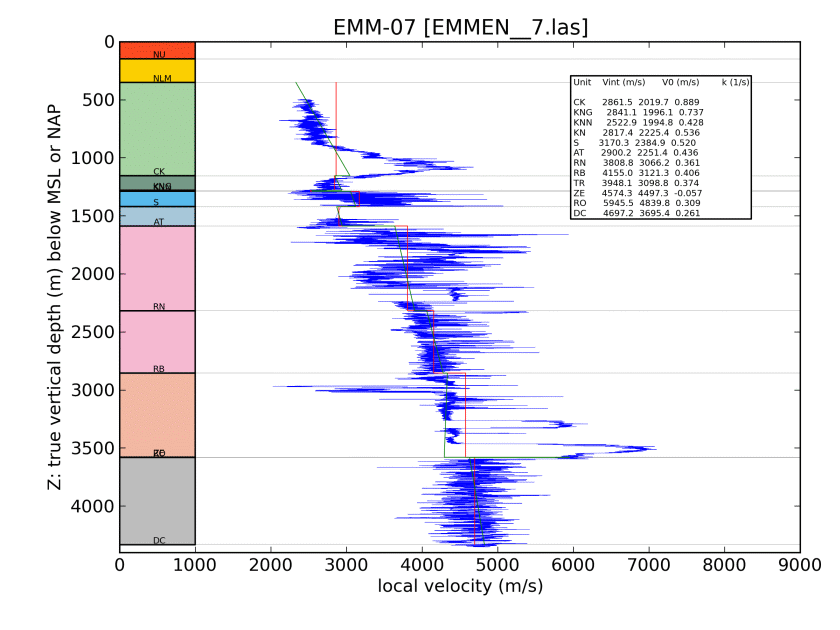 EMM-07 [EMMEN__7.las]
0
500
1000
1500
2000
2500
3000
3500
4000
Z: true vertical depth (m) below MSL or NAP
NU
NLM
CK
S
AT
RN
RB
DC
Unit Vint (m/s) V0 (m/s) k (1/s)
CK 2861.5 2019.7 0.889
KNG 2841.1 1996.1 0.737
KNN 2522.9 1994.8 0.428
KN 2817.4 2225.4 0.536
S 3170.3 2384.9 0.520
AT 2900.2 2251.4 0.436
RN 3808.8 3066.2 0.361
RB 4155.0 3121.3 0.406
TR 3948.1 3098.8 0.374
ZE 4574.3 4497.3 -0.057
RO 5945.5 4839.8 0.309
DC 4697.2 3695.4 0.261
0 1000 2000 3000 4000 5000 6000 7000 8000 9000
local velocity (m/s)